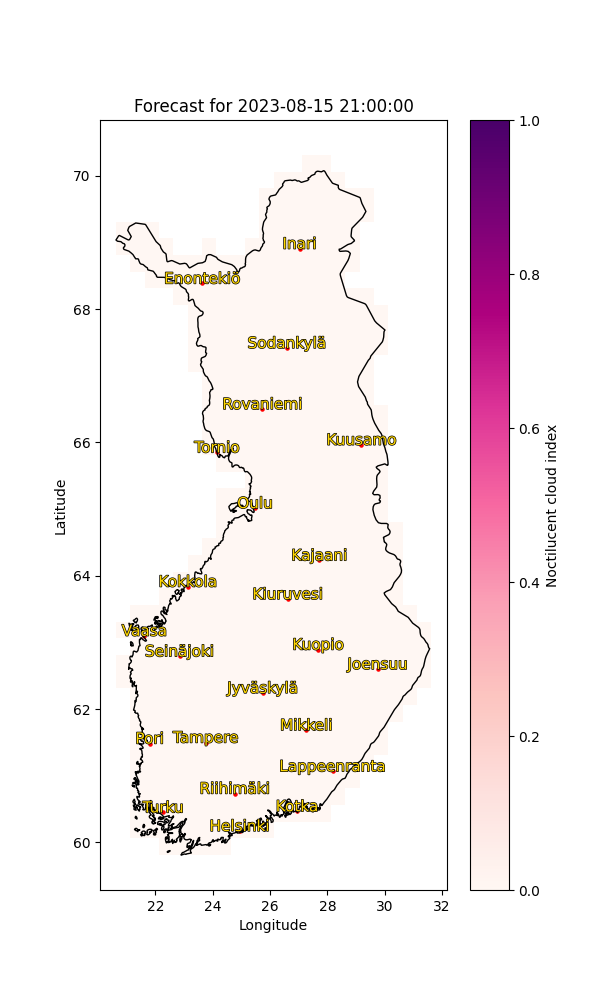 Forecast for 2023-08-15 21:00:00
70
68
66
64
62
60
Latitude
22
24
26
28
30
32
Longitude
Inari
Enontekiö
Sodankylä
Rovaniemi
Kuusamo
Tornio
Oulu
Kajaani
Kokkola
Kiuruvesi
Vaasa
Kuopio
Seinäjoki
Joensuu
Jyväskylä
Mikkeli
Pori
Tampere
Lappeenranta
Riihimäki
Turku
Kotka
Helsinki
1.0
0.8
0.6
0.4
0.2
0.0
Noctilucent cloud index